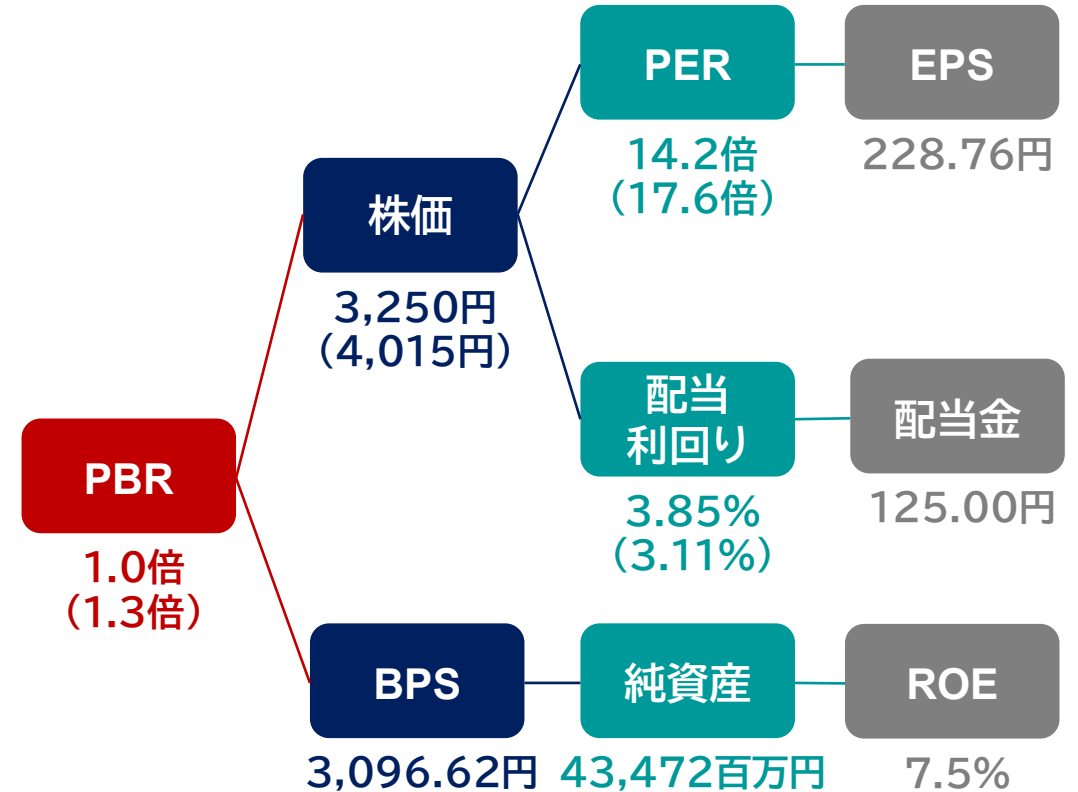 PER
14.2倍
(17.6倍)
EPS
228.76円
株価
3,250円
(4,015円)
配当
利回り
3.85%
(3.11%)
配当金
125.00円
PBR
1.0倍
(1.3倍)
BPS
3,096.62円
純資産
43,472百万円
ROE
7.5%